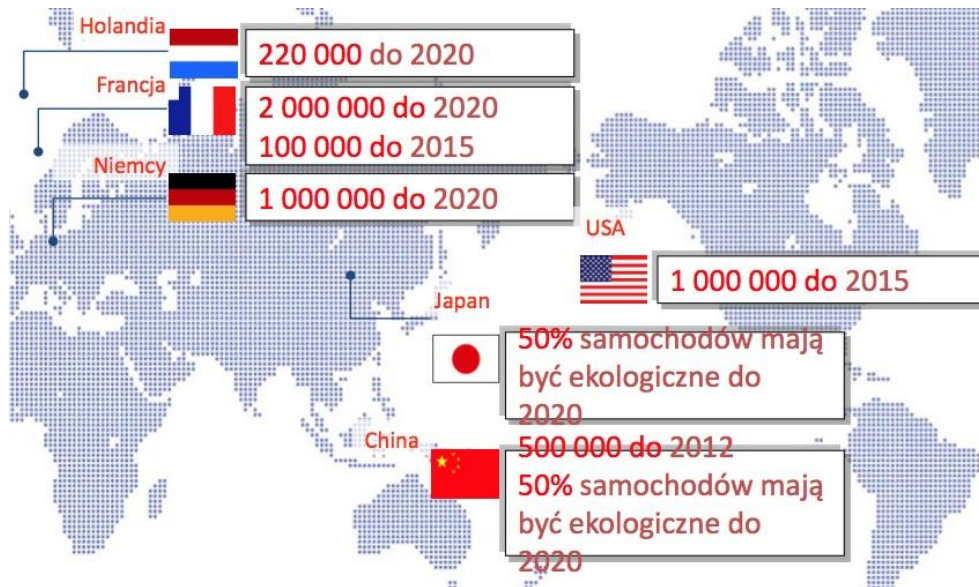 Holandia
220 000 do 2020
Francja
2 000 000 do 2020
100 000 do 2015
Niemcy
1 000 000 do 2020
USA
1 000 000 do 2015
Japan
50% samochodów mają
być ekologiczne do
2020
China
500 000 do 2012
50% samochodów mają
być ekologiczne do
2020